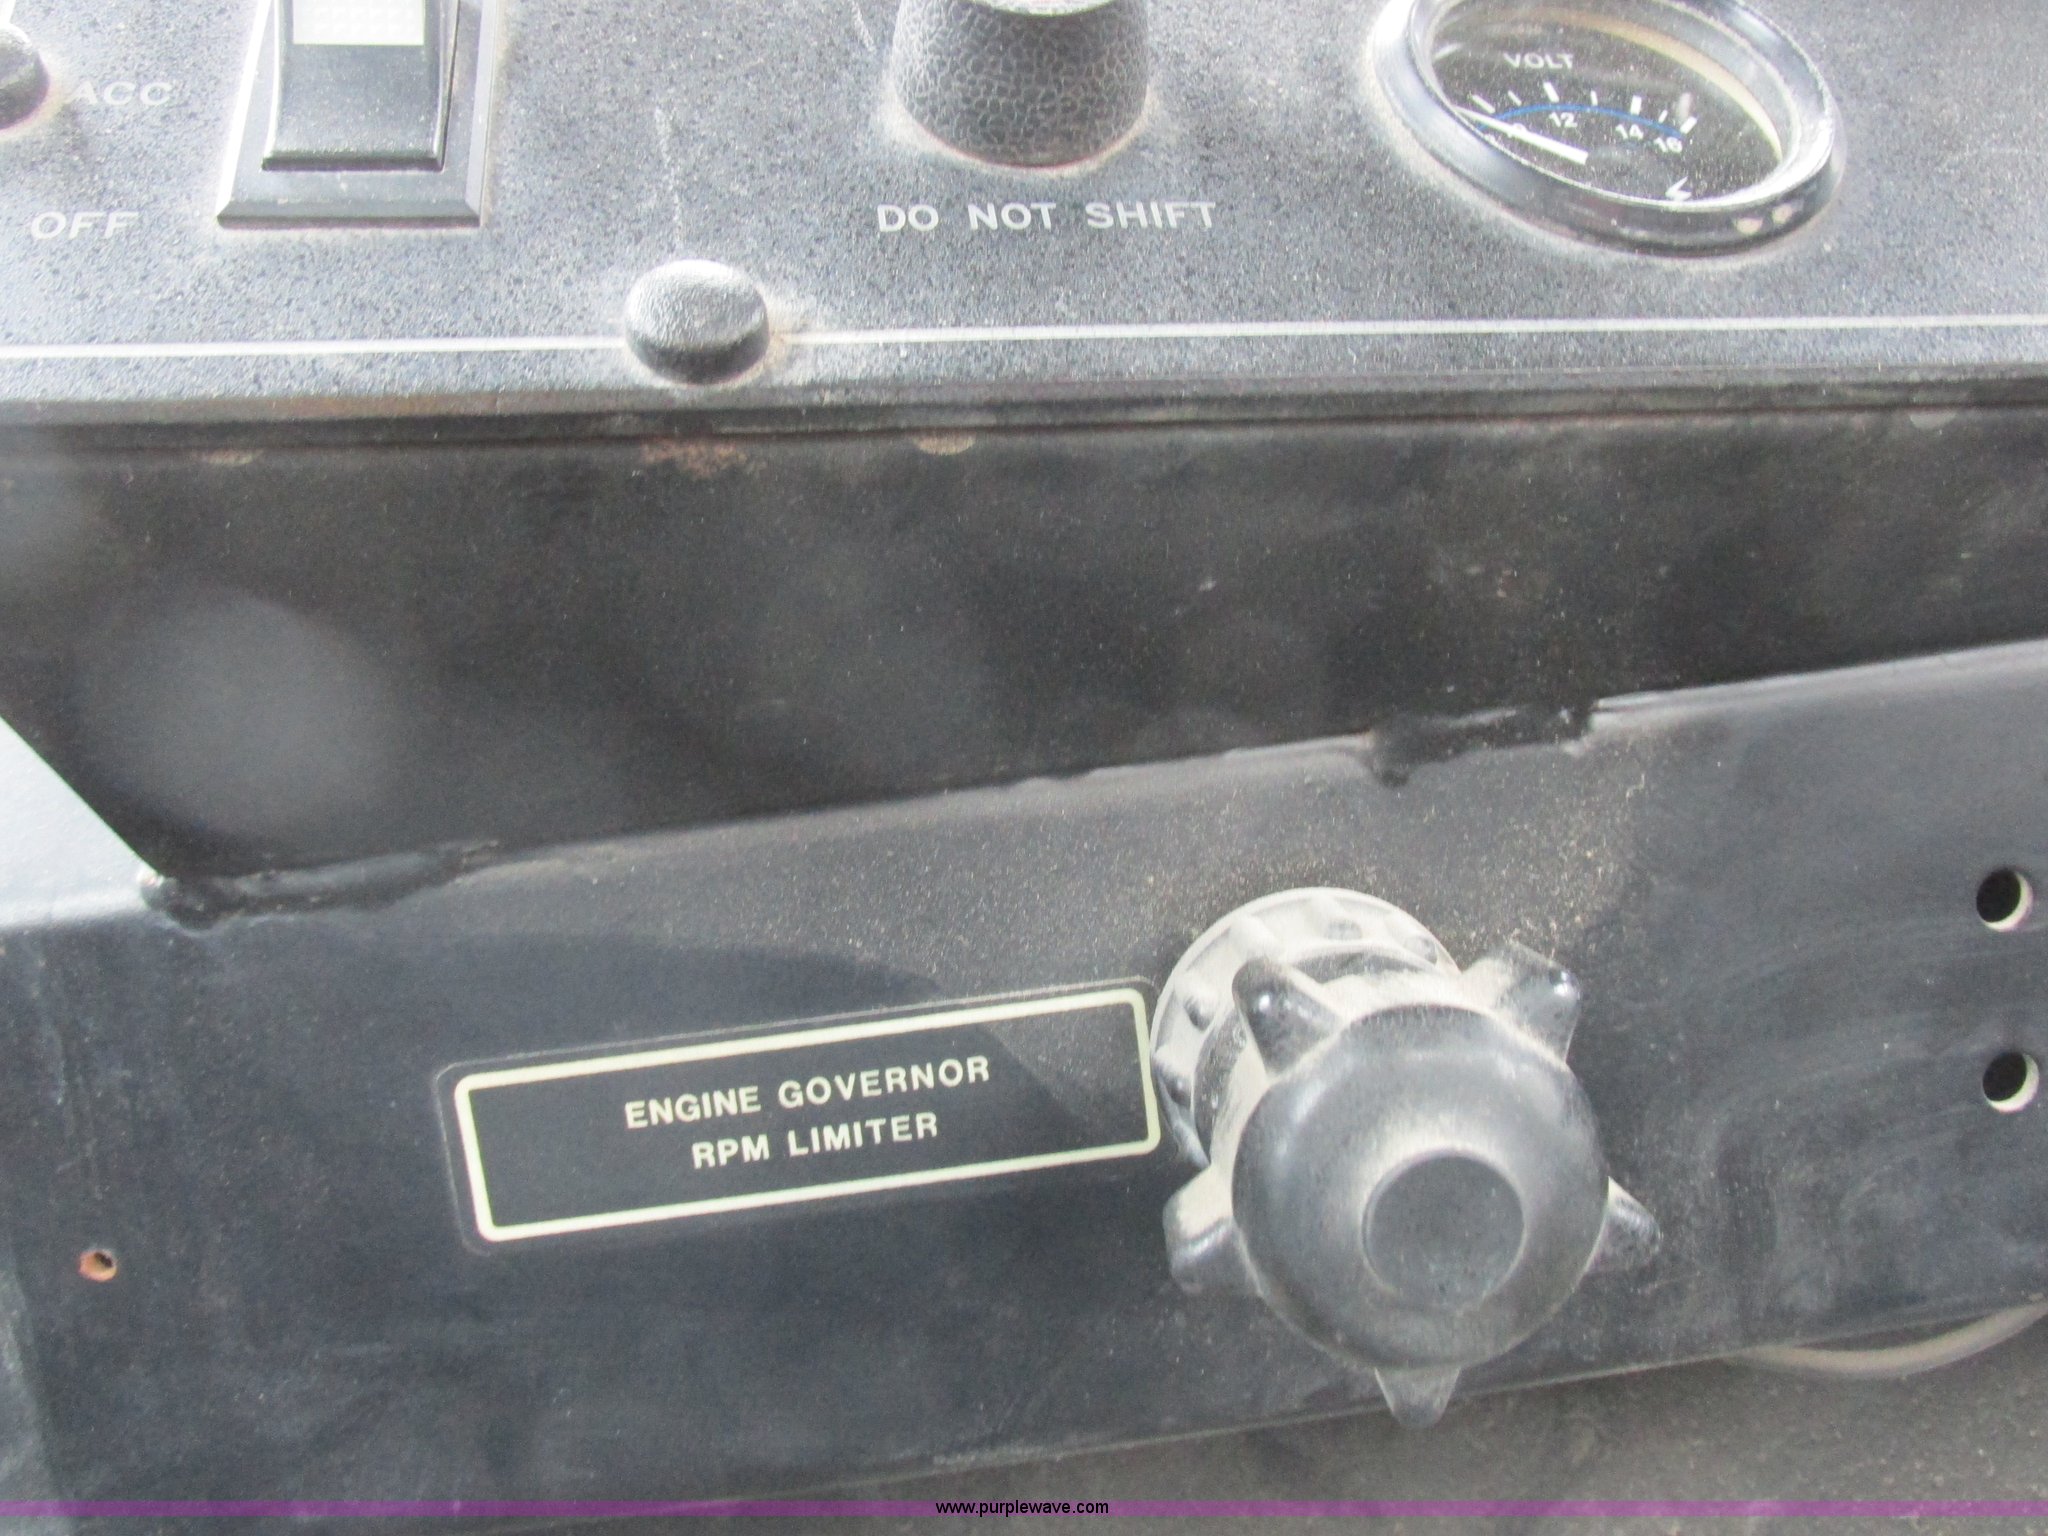 VOLT
ACC
12
14
16
OFF
DO NOT SHIFT
ENGINE GOVERNOR
RPM LIMITER
www.purplewave.com